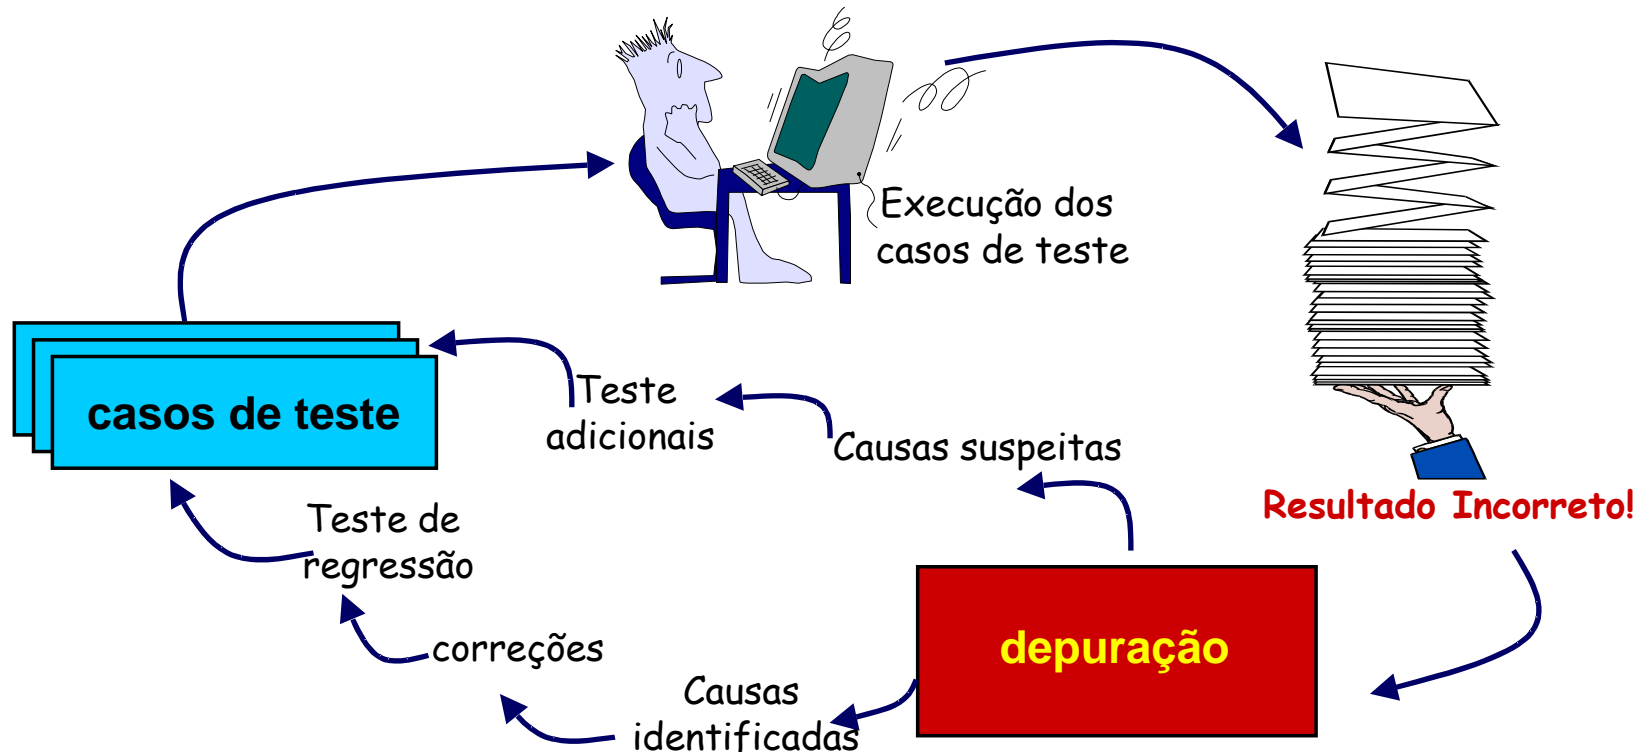 Execução dos
casos de teste
casos de teste
Teste
adicionais
Causas suspeitas
Resultado Incorreto!
Teste de
regressão
depuração
correções
Causas
identificadas